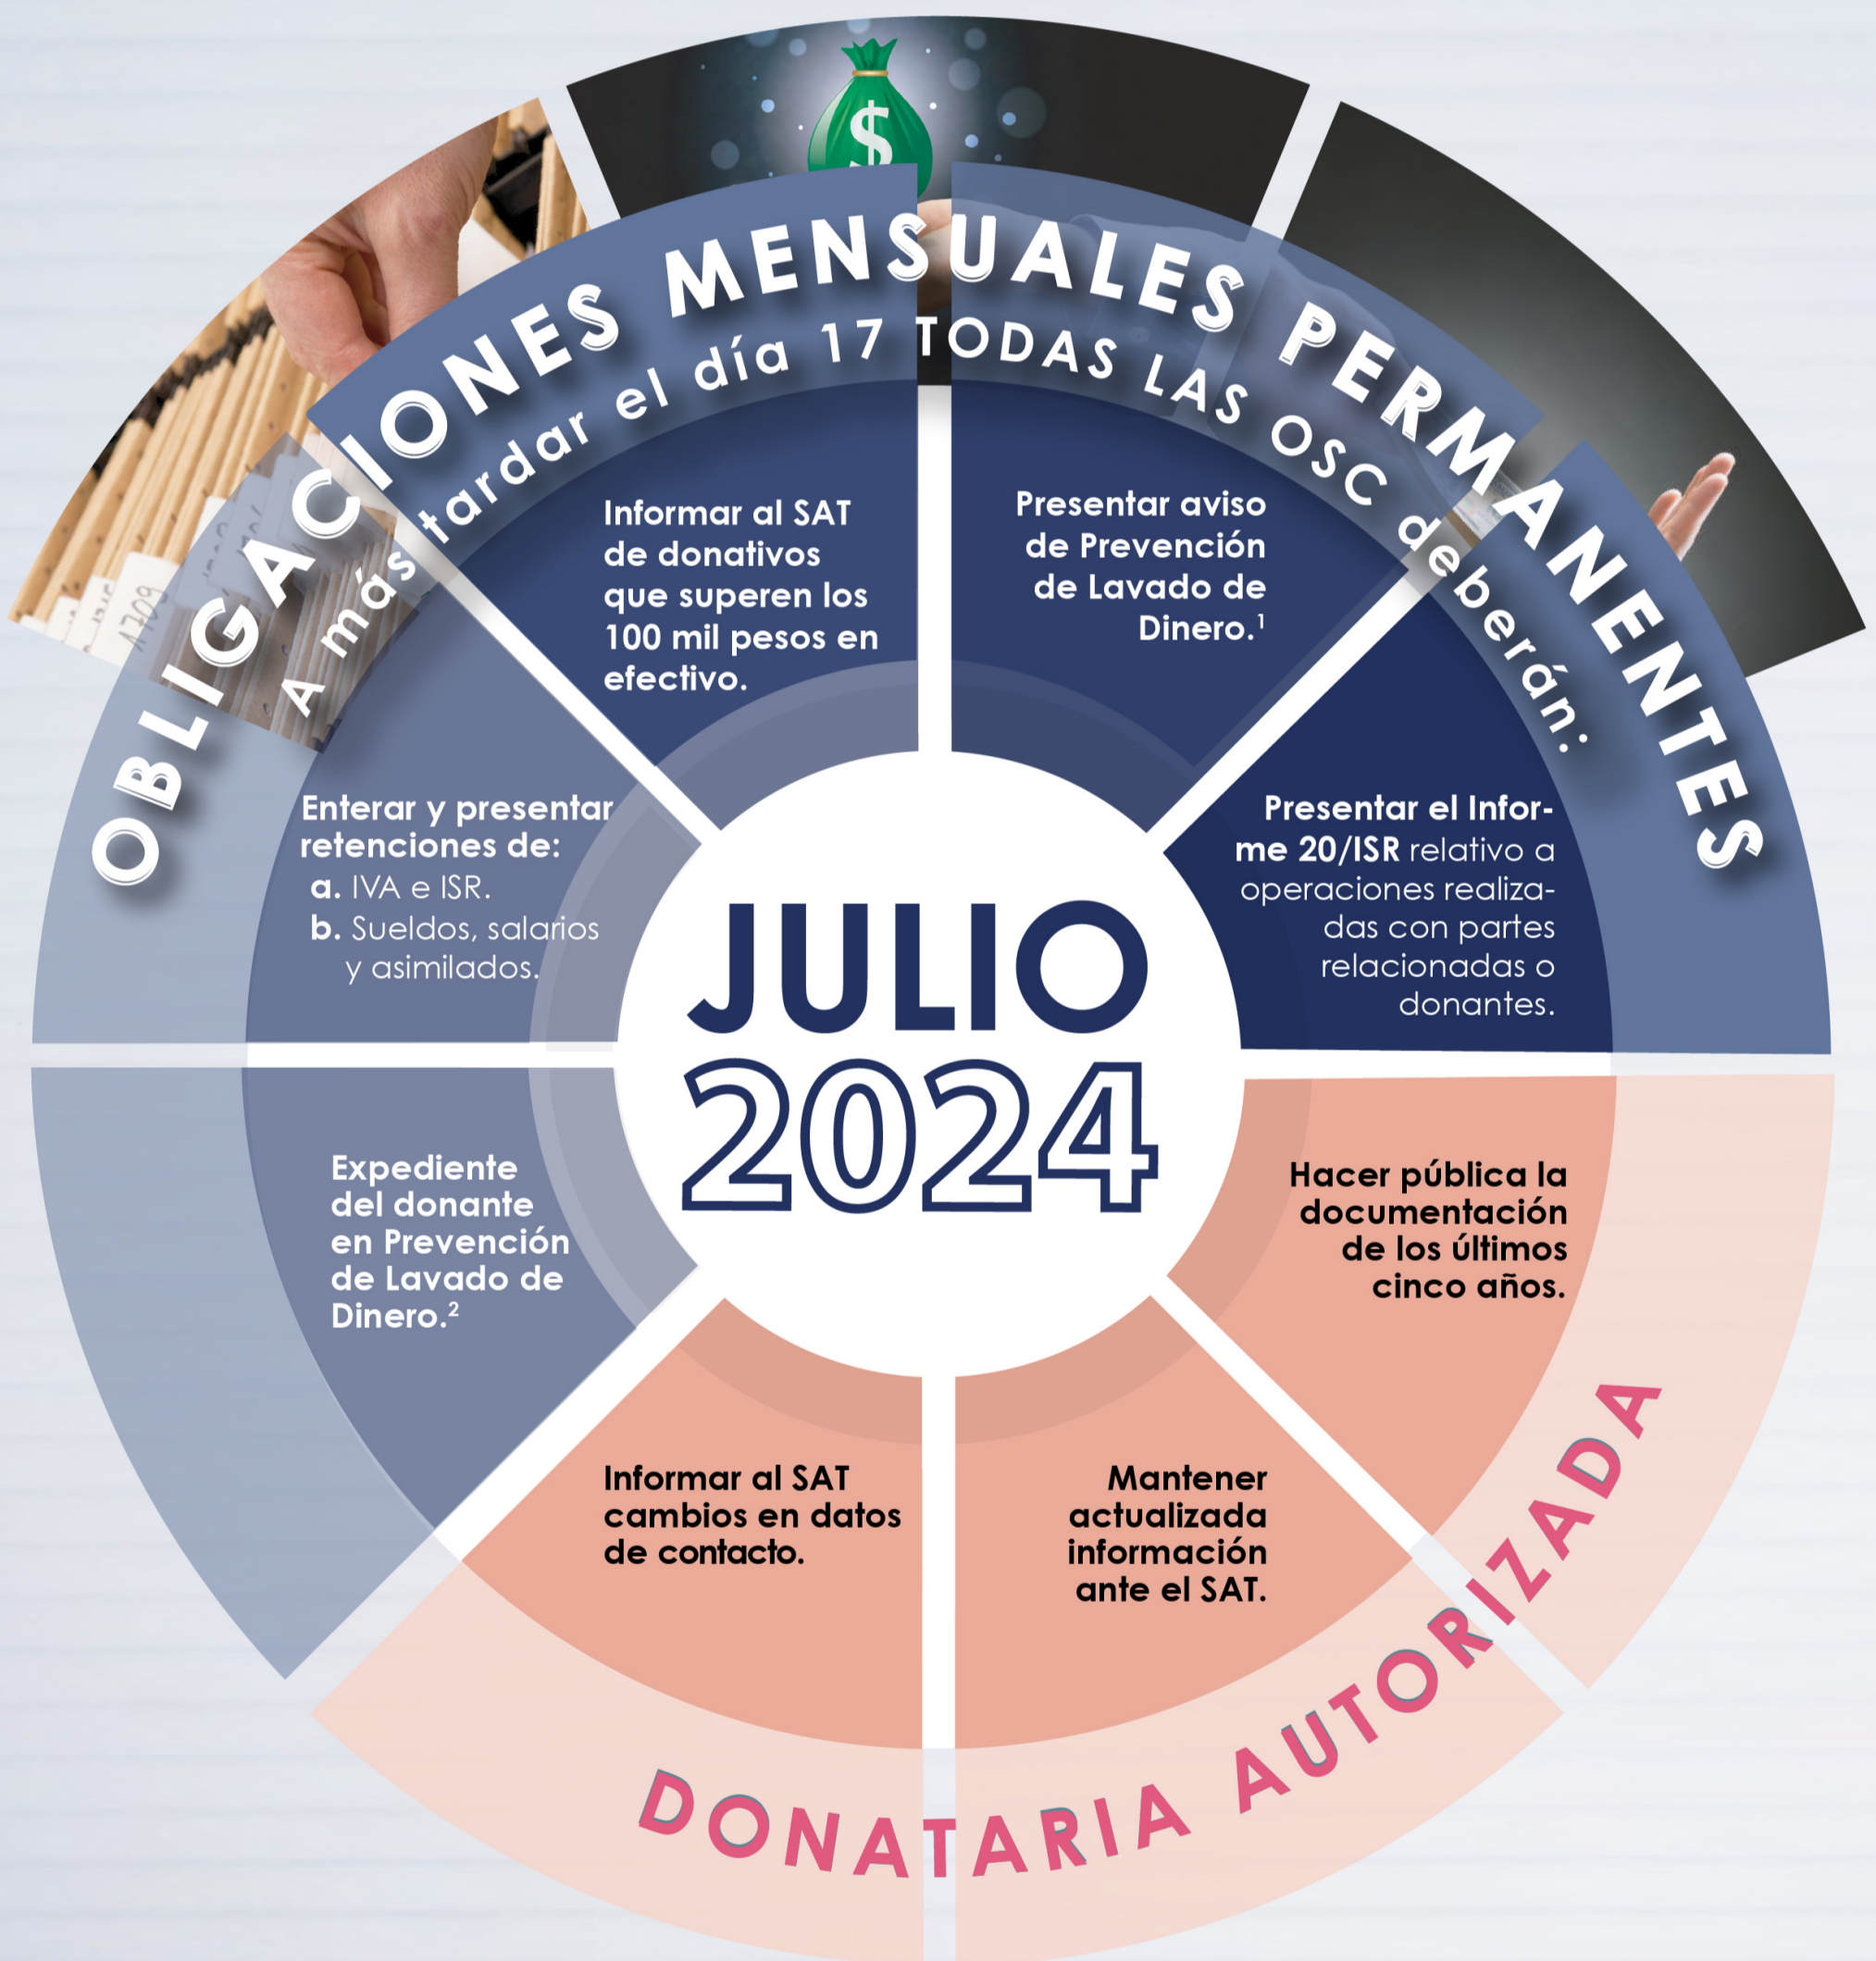 OBLIGACIONES MENSUALES PERMANENTES
A más tardar el día 17 TODAS LAS OSC deberán:
Enterar y presentar
retenciones de:
a. IVA e ISR.
b. Sueldos, salarios
y asimilados.
Informar al SAT
de donativos
que superen los
100 mil pesos en
efectivo.
Presentar aviso
de Prevención
de Lavado de
Dinero.¹
Presentar el Infor-
me 20/ISR relativo a
operaciones realiza-
das con partes
relacionadas o
donantes.
JULIO
2024
Expediente
del donante
en Prevención
de Lavado de
Dinero.²
Informar al SAT
cambios en datos
de contacto.
Mantener
actualizada
información
ante el SAT.
Hacer pública la
documentación
de los últimos
cinco años.
DONATARIA AUTORIZADA